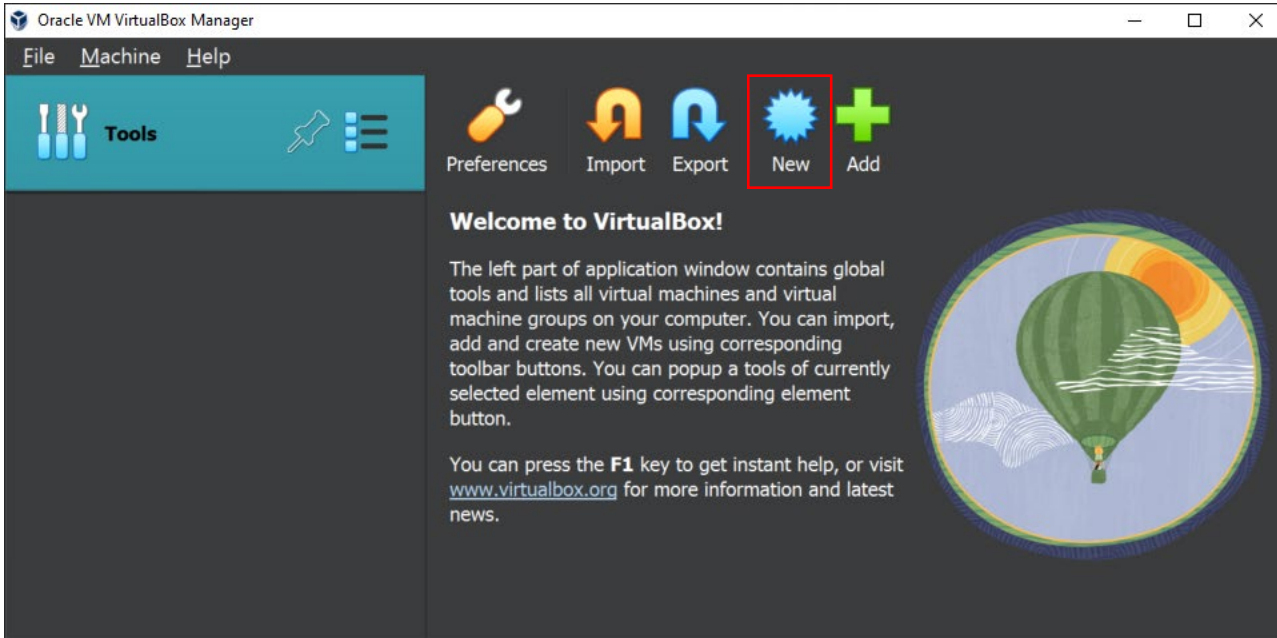 Oracle VM VirtualBox Manager
File Machine Help
Tools
Preferences Import Export New Add
Welcome to VirtualBox!
The left part of application window contains global
tools and lists all virtual machines and virtual
machine groups on your computer. You can import,
add and create new VMs using corresponding
toolbar buttons. You can popup a tools of currently
selected element using corresponding element
button.
You can press the F1 key to get instant help, or visit
www.virtualbox.org for more information and latest
news.